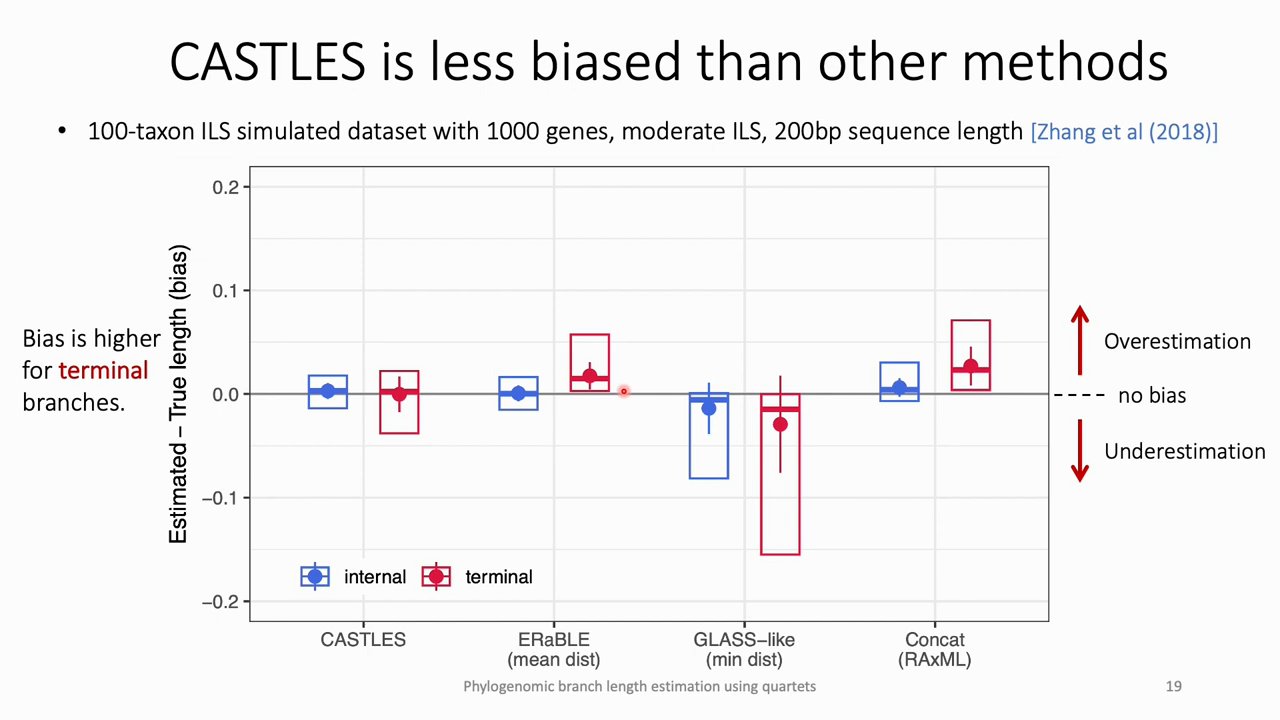 CASTLES is less biased than other methods
• 100-taxon ILS simulated dataset with 1000 genes, moderate ILS, 200bp sequence length [Zhang et al (2018)]
Bias is higher
for terminal
branches.
Estimated − True length (bias)
0.2
0.1
0.0
−0.1
−0.2
internal terminal
CASTLES
ERaBLE
(mean dist)
GLASS−like
(min dist)
Concat
(RAxML)
Overestimation
no bias
Underestimation
Phylogenomic branch length estimation using quartets
19